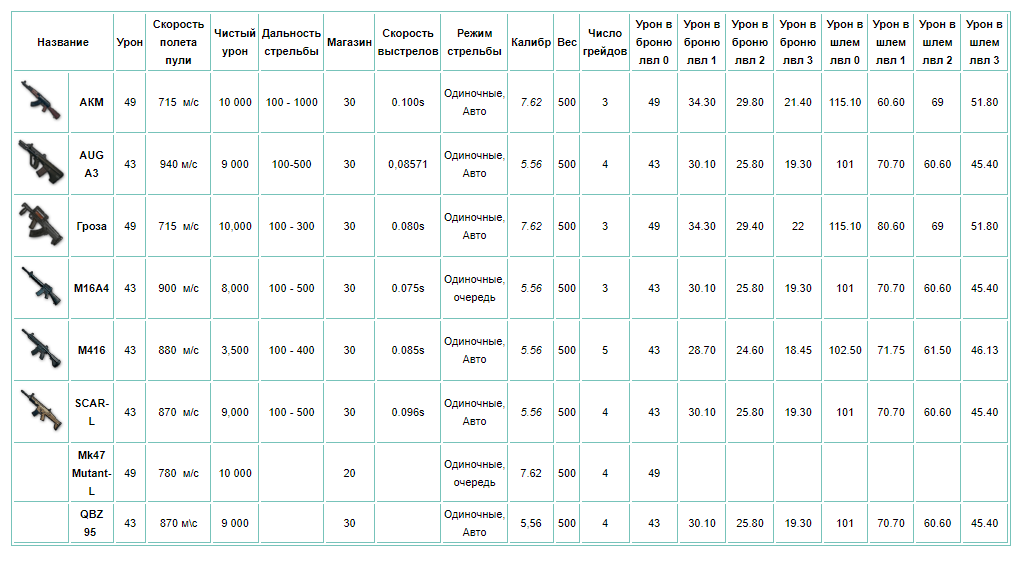 Название Урон Скорость полета пули Чистый урон Дальность стрельбы Магазин Скорость выстрелов Режим стрельбы Калибр Вес Число грейдов Урон в броню лвл 0 Урон в броню лвл 1 Урон в броню лвл 2 Урон в броню лвл 3 Урон в шлем лвл 0 Урон в шлем лвл 1 Урон в шлем лвл 2 Урон в шлем лвл 3
АКМ 49 715 м/с 10 000 100 - 1000 30 0.100s Одиночные, Авто 7.62 500 3 49 34.30 29.80 21.40 115.10 60.60 69 51.80
AUG A3 43 940 м/с 9 000 100-500 30 0,08571 Одиночные, Авто 5.56 500 4 43 30.10 25.80 19.30 101 70.70 60.60 45.40
Гроза 49 715 м/с 10,000 100 - 300 30 0.080s Одиночные, Авто 7.62 500 3 49 34.30 29.40 22 115.10 80.60 69 51.80
M16A4 43 900 м/с 8,000 100 - 500 30 0.075s Одиночные, очередь 5.56 500 3 43 30.10 25.80 19.30 101 70.70 60.60 45.40
M416 43 880 м/с 3,500 100 - 400 30 0.085s Одиночные, Авто 5.56 500 5 43 28.70 24.60 18.45 102.50 71.75 61.50 46.13
SCAR-L 43 870 м/с 9,000 100 - 500 30 0.096s Одиночные, Авто 5.56 500 4 43 30.10 25.80 19.30 101 70.70 60.60 45.40
Mk47 Mutant-L 49 780 м/с 10 000 20 Одиночные, очередь 7.62 500 4 49
QBZ 95 43 870 м\с 9 000 30 Одиночные, Авто 5,56 500 4 43 30.10 25.80 19.30 101 70.70 60.60 45.40